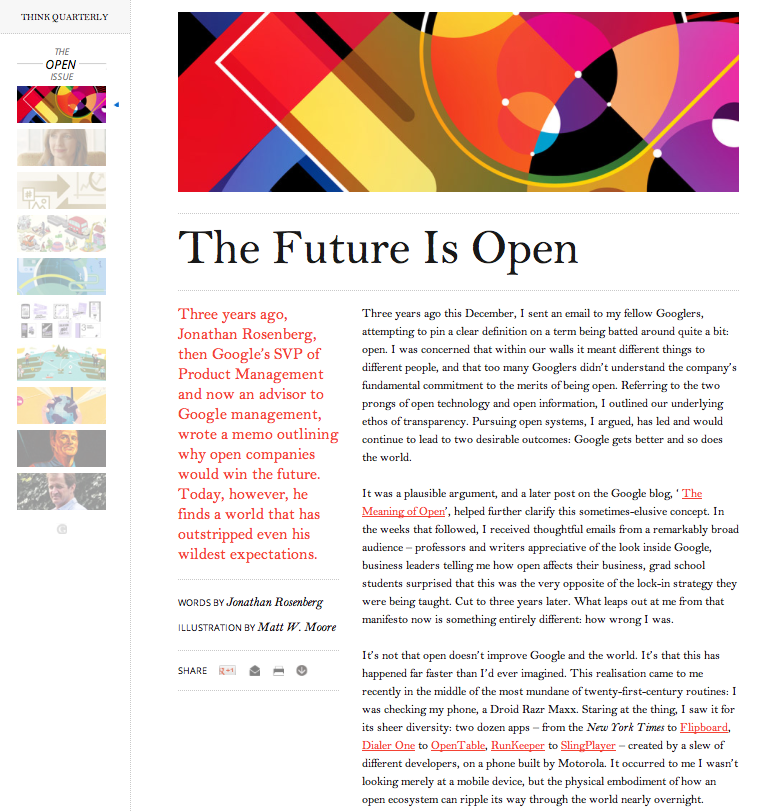 THINK QUARTERLY
THE
OPEN
ISSUE
The Future Is Open
Three years ago,
Jonathan Rosenberg,
then Google's SVP of
Product Management
and now an advisor to
Google management,
wrote a memo outlining
why open companies
would win the future.
Today, however, he
finds a world that has
outstripped even his
wildest expectations.
WORDS BY Jonathan Rosenberg
ILLUSTRATION BY Matt W. Moore
SHARE
Three years ago this December, I sent an email to my fellow Googlers,
attempting to pin a clear definition on a term being batted around quite a bit:
open. I was concerned that within our walls it meant different things to
different people, and that too many Googlers didn't understand the company's
fundamental commitment to the merits of being open. Referring to the two
prongs of open technology and open information, I outlined our underlying
ethos of transparency. Pursuing open systems, I argued, has led and would
continue to lead to two desirable outcomes: Google gets better and so does
the world.
It was a plausible argument, and a later post on the Google blog, ' The
Meaning of Open', helped further clarify this sometimes-elusive concept. In
the weeks that followed, I received thoughtful emails from a remarkably broad
audience – professors and writers appreciative of the look inside Google,
business leaders telling me how open affects their business, grad school
students surprised that this was the very opposite of the lock-in strategy they
were being taught. Cut to three years later. What leaps out at me from that
manifesto now is something entirely different: how wrong I was.
It's not that open doesn't improve Google and the world. It's that this has
happened far faster than I'd ever imagined. This realisation came to me
recently in the middle of the most mundane of twenty-first-century routines: I
was checking my phone, a Droid Razr Maxx. Staring at the thing, I saw it for
its sheer diversity: two dozen apps – from the New York Times to Flipboard,
Dialer One to OpenTable, RunKeeper to SlingPlayer – created by a slew of
different developers, on a phone built by Motorola. It occurred to me I wasn't
looking merely at a mobile device, but the physical embodiment of how an
open ecosystem can ripple its way through the world nearly overnight.